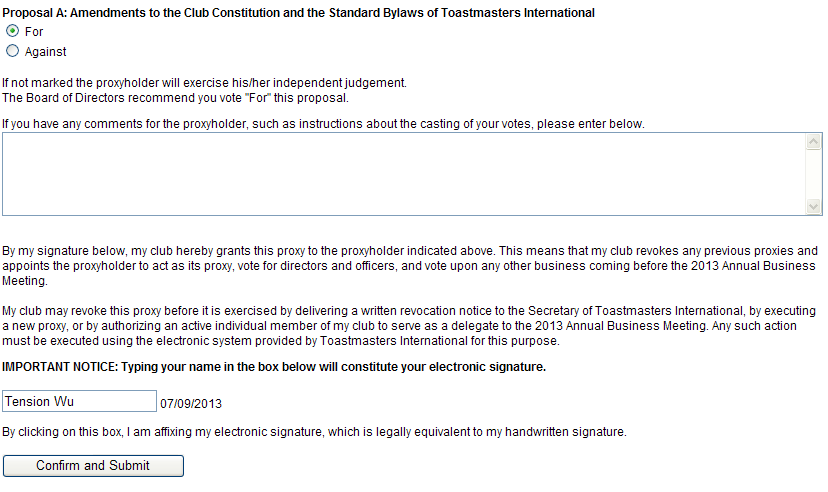 Proposal A: Amendments to the Club Constitution and the Standard Bylaws of Toastmasters International
For
Against
If not marked the proxyholder will exercise his/her independent judgement.
The Board of Directors recommend you vote "For" this proposal.
If you have any comments for the proxyholder, such as instructions about the casting of your votes, please enter below.
By my signature below, my club hereby grants this proxy to the proxyholder indicated above. This means that my club revokes any previous proxies and
appoints the proxyholder to act as its proxy, vote for directors and officers, and vote upon any other business coming before the 2013 Annual Business
Meeting.
My club may revoke this proxy before it is exercised by delivering a written revocation notice to the Secretary of Toastmasters International, by executing
a new proxy, or by authorizing an active individual member of my club to serve as a delegate to the 2013 Annual Business Meeting. Any such action
must be executed using the electronic system provided by Toastmasters International for this purpose.
IMPORTANT NOTICE: Typing your name in the box below will constitute your electronic signature.
Tension Wu 07/09/2013
By clicking on this box, I am affixing my electronic signature, which is legally equivalent to my handwritten signature.
Confirm and Submit